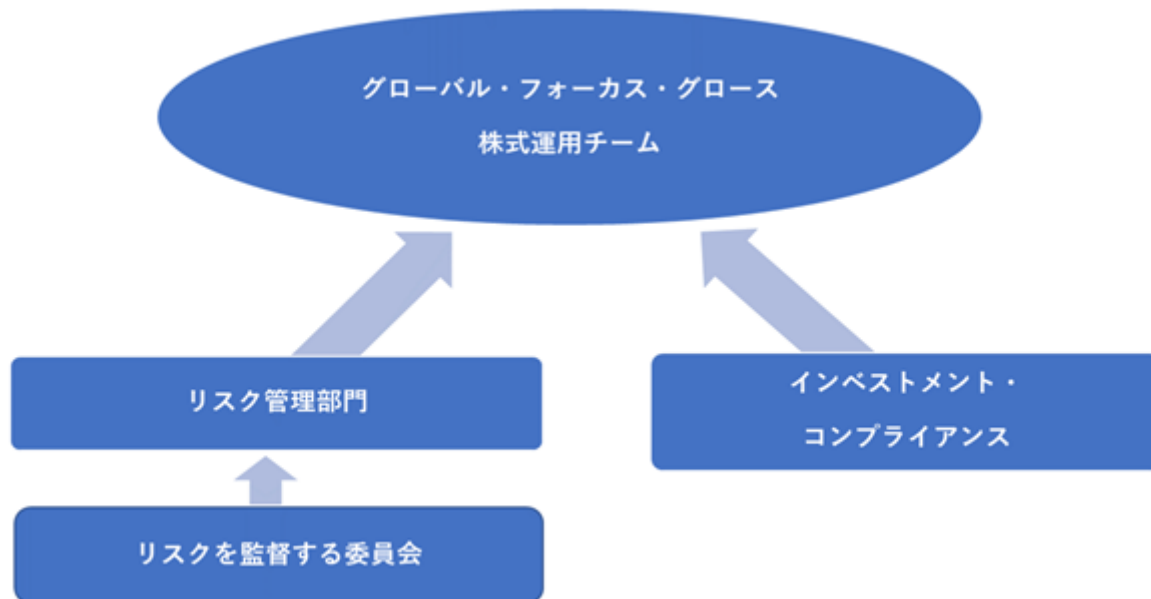 グローバル・フォーカス・グロース
株式運用チーム
リスク管理部門
インベストメント・
コンプライアンス
リスクを監督する委員会